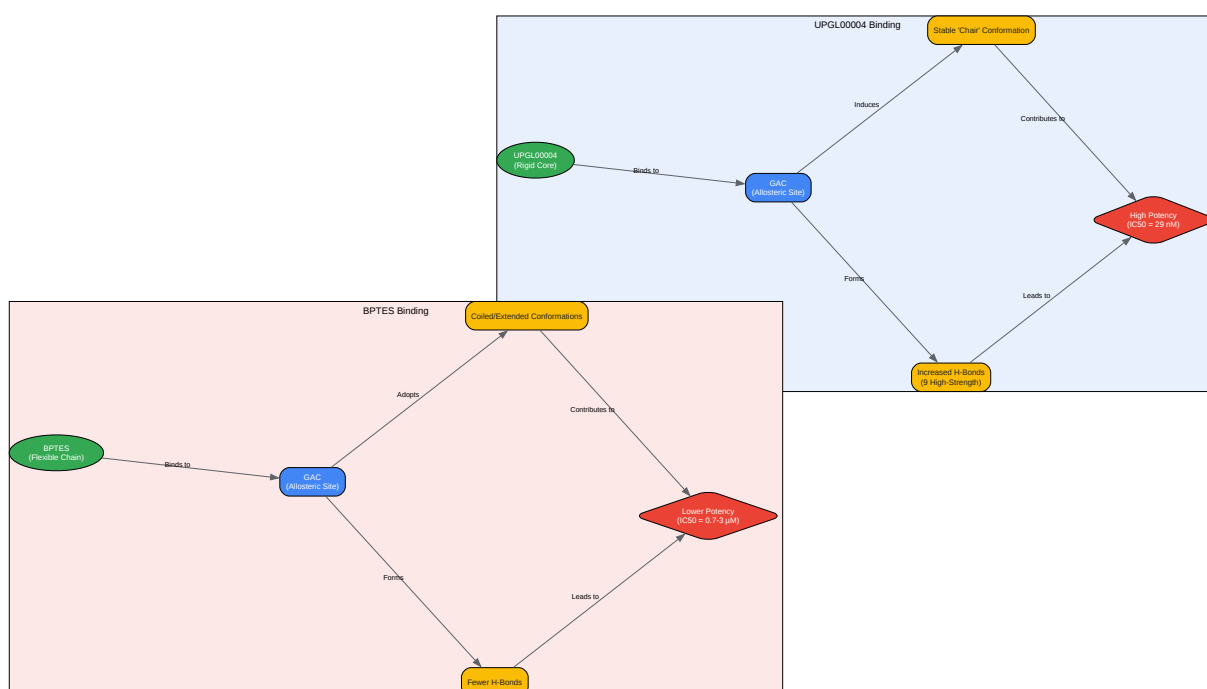 UPGL00004 Binding
Stable 'Chair' Conformation
Induces
Contributes to
UPGL00004
(Rigid Core)
Binds to
GAC
(Allosteric Site)
High Potency
(IC50 = 29 nM)
Forms
Leads to
Increased H-Bonds
(9 High-Strength)
BPTES Binding
Coiled/Extended Conformations
Adopts
Contributes to
BPTES
(Flexible Chain)
Binds to
GAC
(Allosteric Site)
Lower Potency
(IC50 = 0.7-3 µM)
Forms
Leads to
Fewer H-Bonds